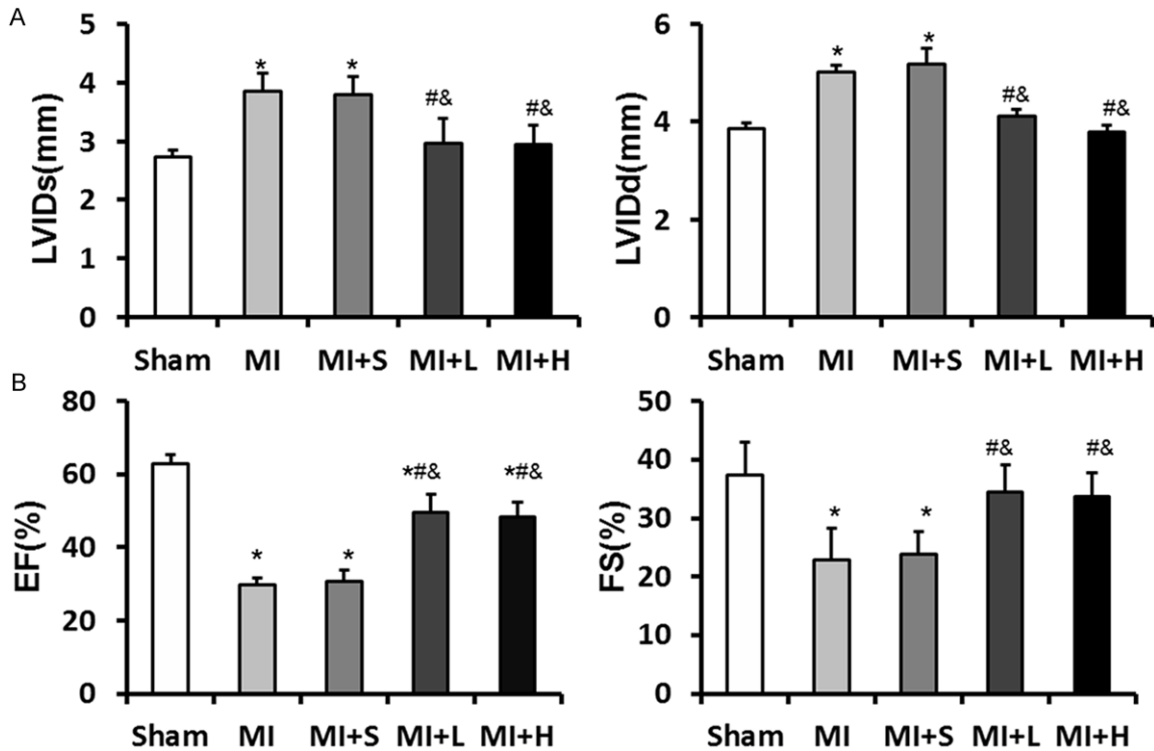 A
LVIDs(mm)
5
4
3
2
1
0
* * #& #&
Sham MI MI+S MI+L MI+H
LVIDd(mm)
6
4
2
0
* * #& #&
Sham MI MI+S MI+L MI+H
B
EF(%)
80
60
40
20
0
* * *#& *#&
Sham MI MI+S MI+L MI+H
FS(%)
50
40
30
20
10
0
* * #& #&
Sham MI MI+S MI+L MI+H